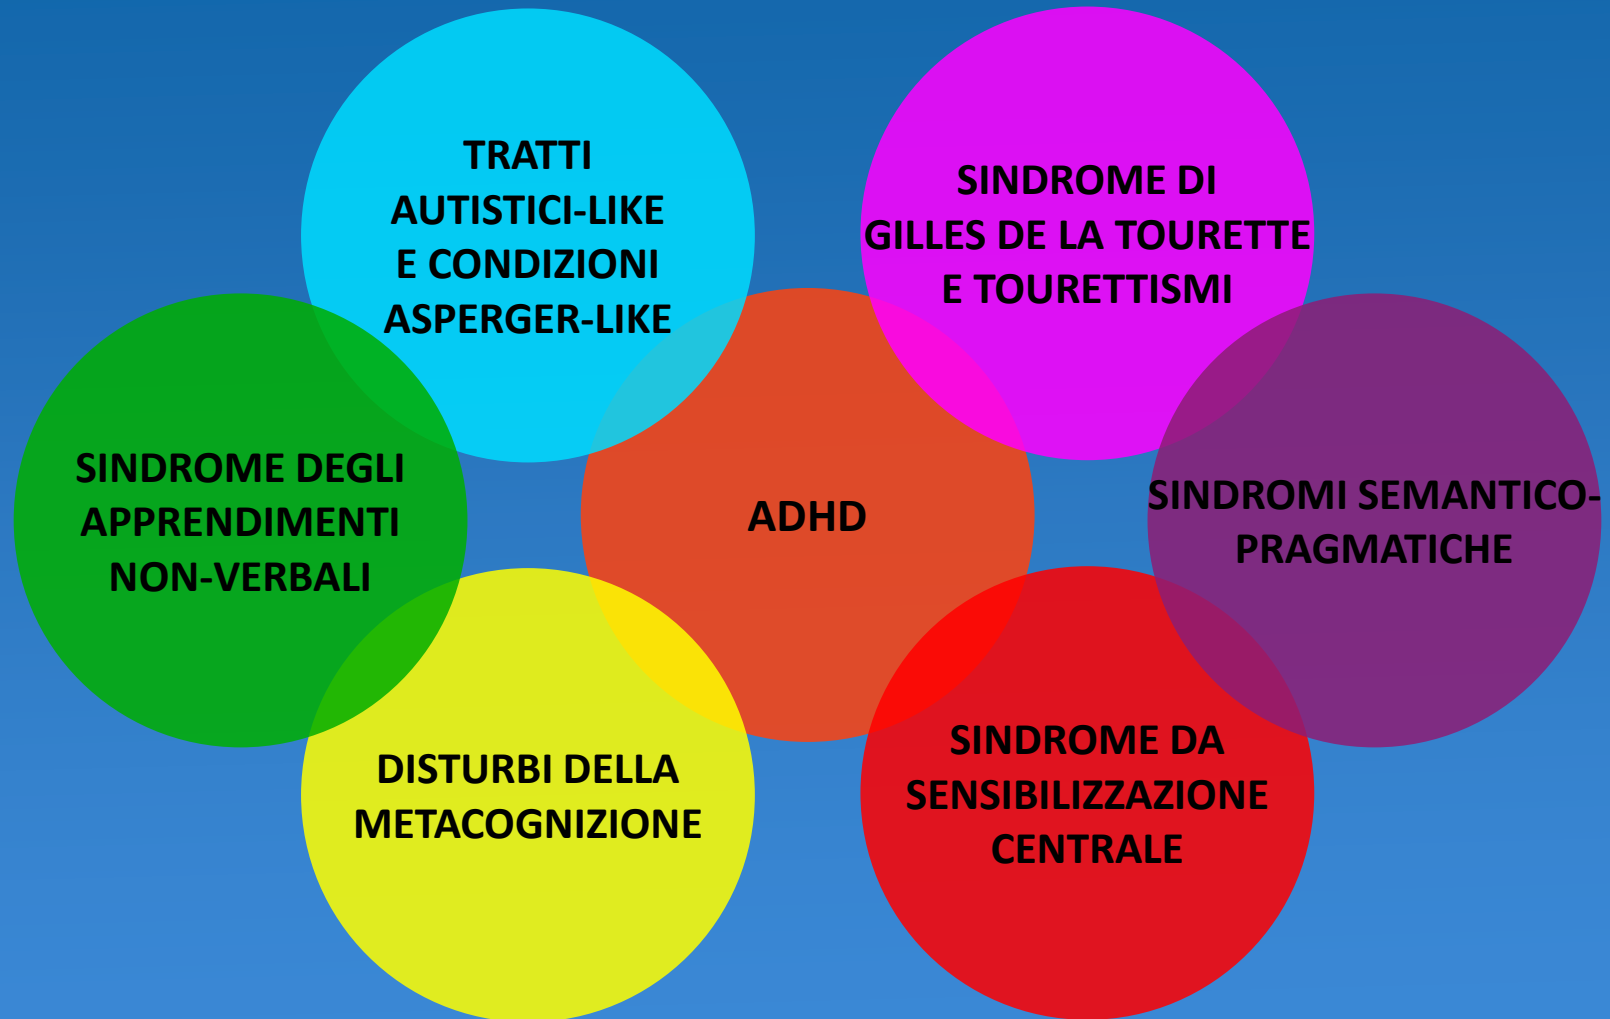 TRATTI
AUTISTICI-LIKE
E CONDIZIONI
ASPERGER-LIKE
SINDROME DI
GILLES DE LA TOURETTE
E TOURETTISMI
SINDROME DEGLI
APPRENDIMENTI
NON-VERBALI
ADHD
SINDROMI SEMANTICO-
PRAGMATICHE
DISTURBI DELLA
METACOGNIZIONE
SINDROME DA
SENSIBILIZZAZIONE
CENTRALE